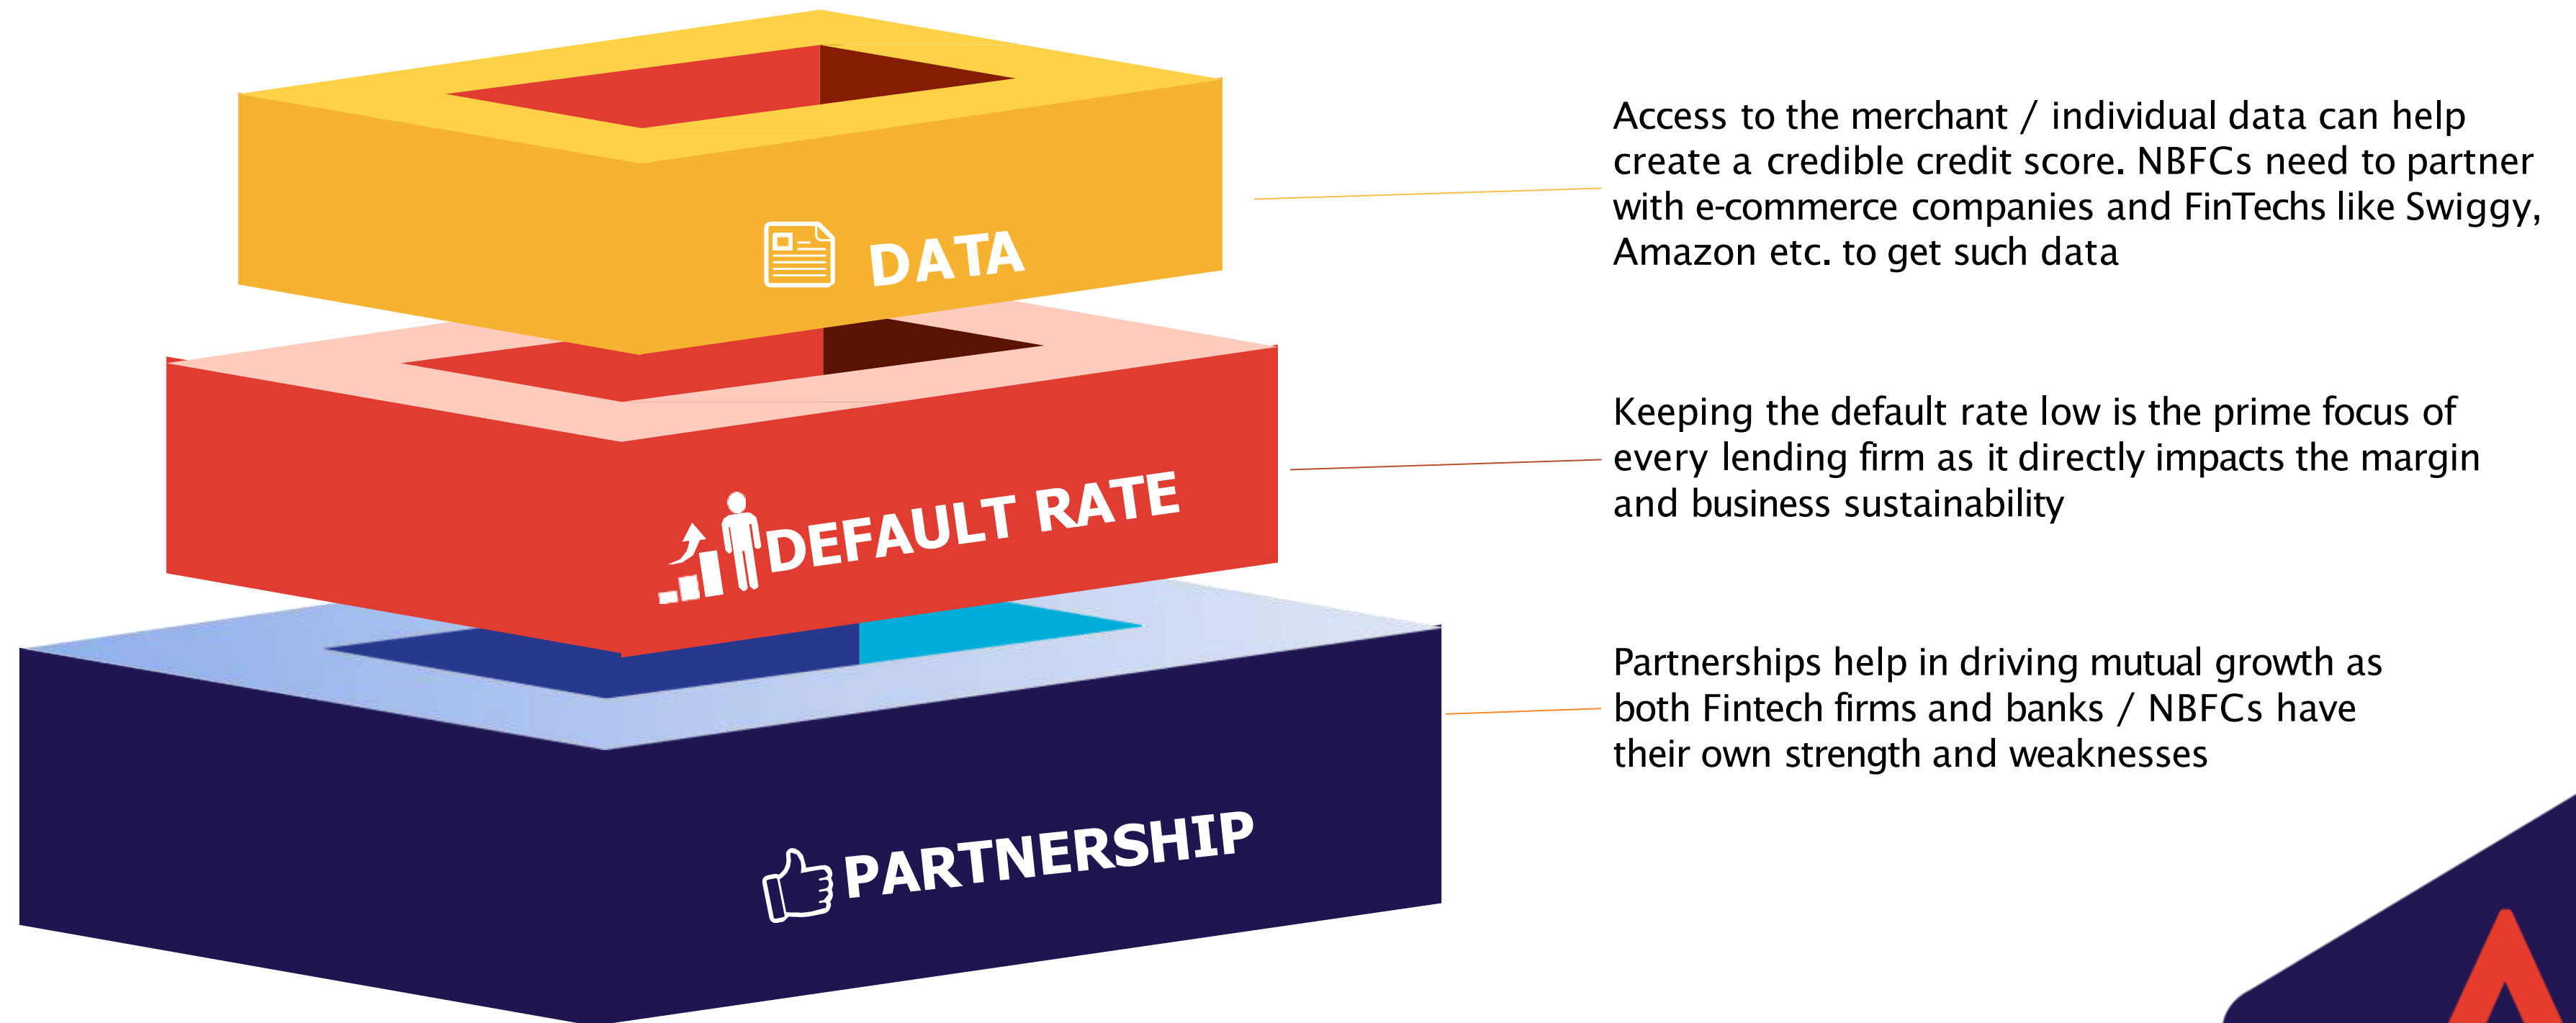 DATA
Access to the merchant / individual data can help
create a credible credit score. NBFCs need to partner
with e-commerce companies and FinTechs like Swiggy,
Amazon etc. to get such data
DEFAULT RATE
Keeping the default rate low is the prime focus of
every lending firm as it directly impacts the margin
and business sustainability
PARTNERSHIP
Partnerships help in driving mutual growth as
both Fintech firms and banks / NBFCs have
their own strength and weaknesses